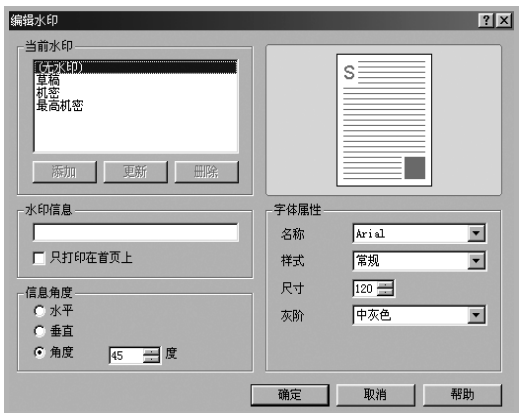 编辑水印
当前水印
(无水印)
草稿
机密
最高机密
添加 更新 删除
S
水印信息
只打印在首页上
信息角度
水平
垂直
角度 45 度
字体属性
名称 Arial
样式 常规
尺寸 120
灰阶 中灰色
确定 取消 帮助